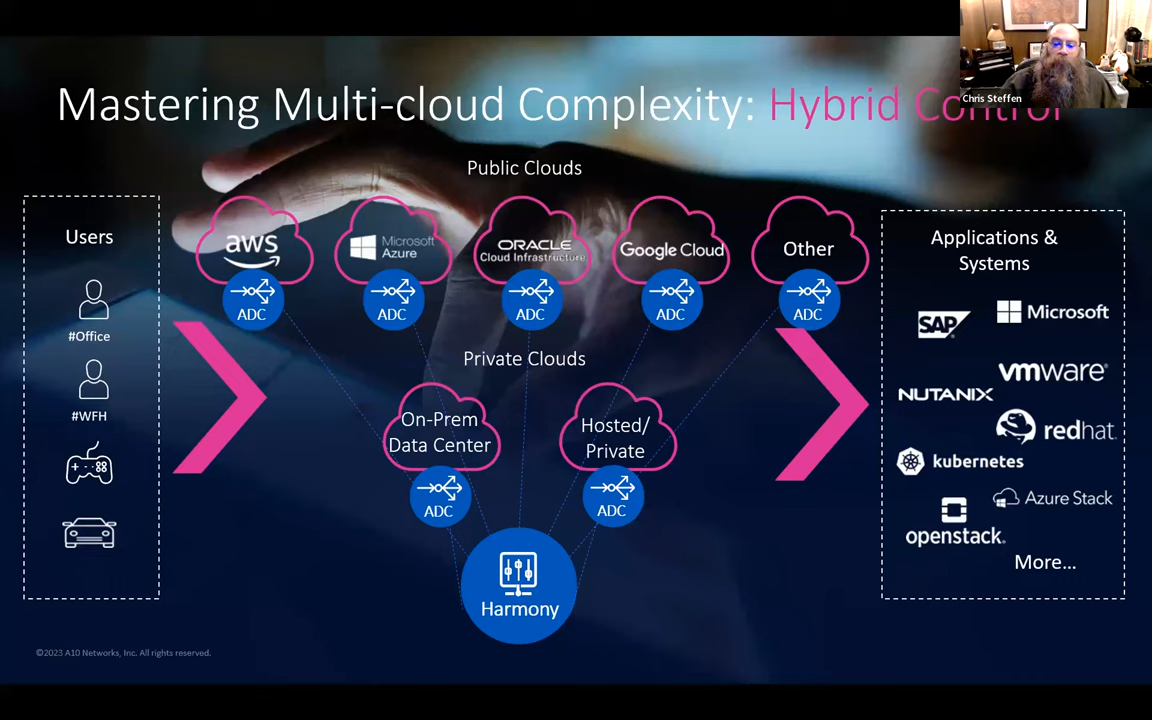 Mastering Multi-cloud Complexity: Hybrid Control
Chris Steffen
Public Clouds
Users
#Office
#WFH
aws
Microsoft
Azure
ORACLE
Cloud Infrastructure
Google Cloud
Other
ADC
ADC
ADC
ADC
ADC
Private Clouds
On-Prem
Data Center
Hosted/
Private
ADC
ADC
Harmony
Applications &
Systems
SAP
Microsoft
vmware
NUTANIX
redhat.
kubernetes
Azure Stack
openstack.
More...
©2023 A10 Networks, Inc. All rights reserved.